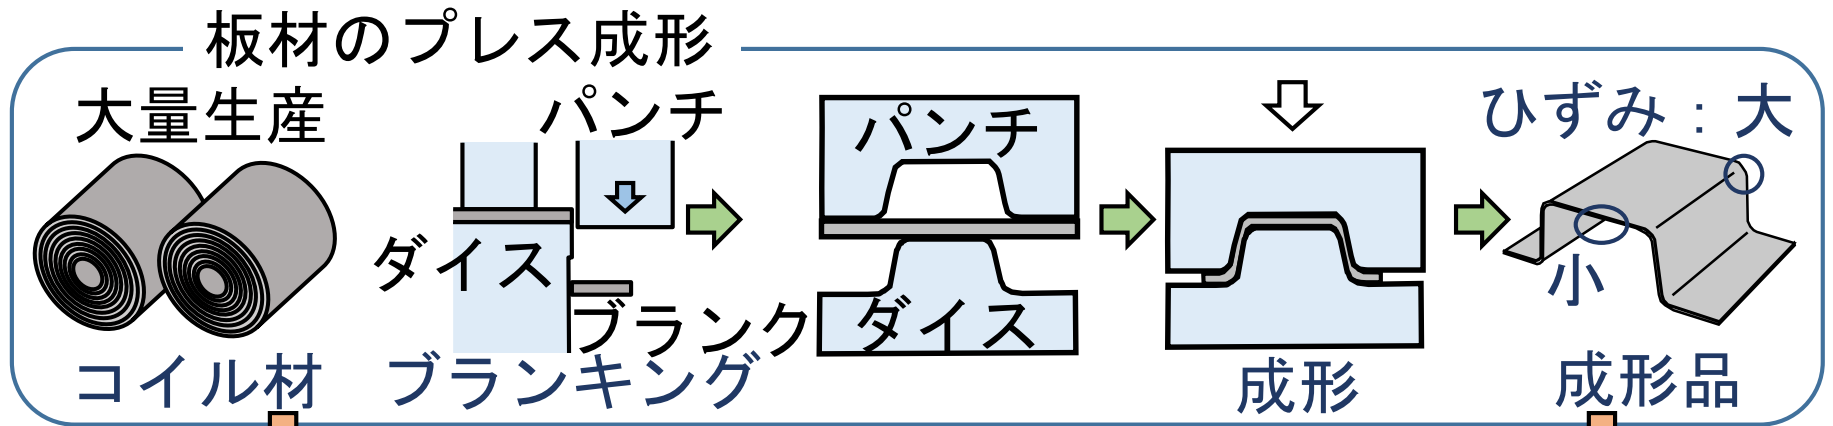 板材のプレス成形
大量生産
コイル材
パンチ
ダイス
ブランク
ブランキング
パンチ
ダイス
成形
ひずみ：大
小
成形品